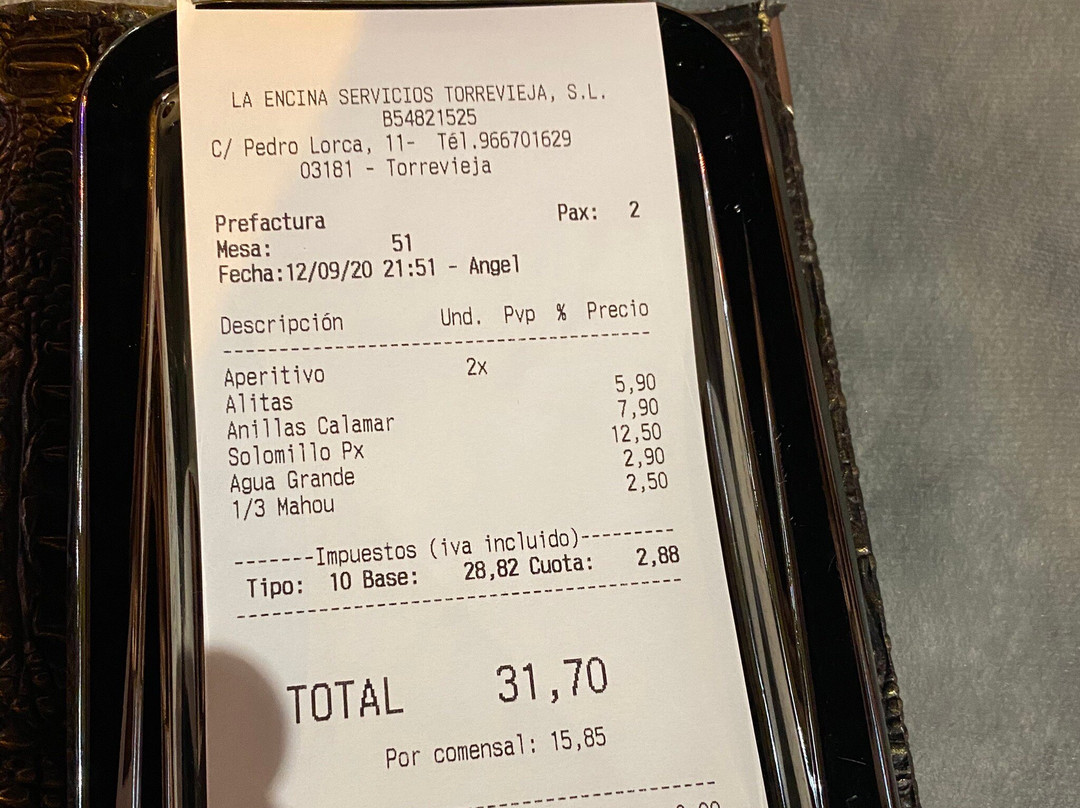 LA ENCINA SERVICIOS TORREVIEJA, S.L.
B54821525
C/ Pedro Lorca, 11- Tél.966701629
03181 - Torrevieja
Prefactura Pax: 2
Mesa: 51
Fecha:12/09/20 21:51 - Angel
Descripción Und. Pvp % Precio
Aperitivo 2x
Alitas 5,90
Anillas Calamar 7,90
Solomillo Px 12,50
Agua Grande 2,90
1/3 Mahou 2,50
-------Impuestos (iva incluido)--------
Tipo: 10 Base: 28,82 Cuota: 2,88
TOTAL 31,70
Por comensal: 15,85